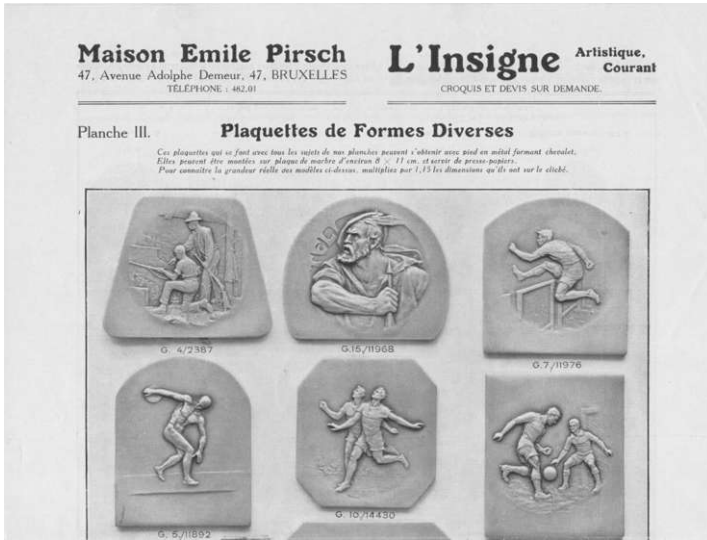 Maison Emile Pirsch
47, Avenue Adolphe Demeur, 47, BRUXELLES
TÉLÉPHONE : 462.01
L'Insigne Artistique, Courant
CROQUIS ET DEVIS SUR DEMANDE.
Planche III. Plaquettes de Formes Diverses
Ces plaquettes qui se font avec tous les sujets de nos planches peuvent s'obtenir avec pied en métal formant chevalet.
Elles peuvent être montées sur plaque de marbre d'environ 8 × 11 cm. et servir de presse-papiers.
Pour connaître la grandeur réelle des modèles ci-dessus, multipliez par 1,15 les dimensions qu'ils ont sur le cliché.
G. 4/2387
G.15./11968
G.7/11976
G. 5/11892
G. 10/14430